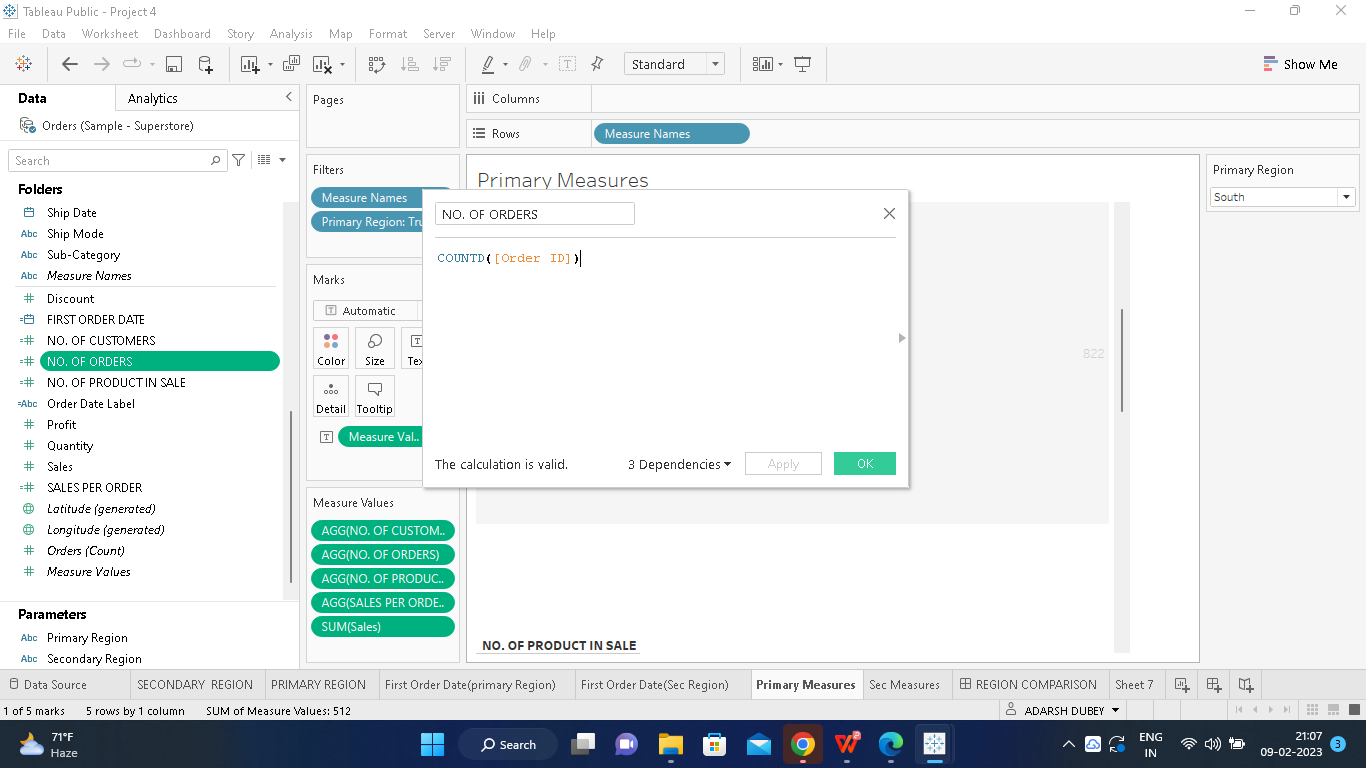 Tableau Public - Project 4
File Data Worksheet Dashboard Story Analysis Map Format Server Window Help
Standard
Show Me
Data Analytics
Orders (Sample - Superstore)
Search
Folders
Ship Date
Abc Ship Mode
Abc Sub-Category
Abc Measure Names
# Discount
FIRST ORDER DATE
=# NO. OF CUSTOMERS
=# NO. OF ORDERS
=# NO. OF PRODUCT IN SALE
=Abc Order Date Label
# Profit
# Quantity
# Sales
=# SALES PER ORDER
Latitude (generated)
Longitude (generated)
# Orders (Count)
# Measure Values
Parameters
Abc Primary Region
Abc Secondary Region
Pages
Filters
Measure Names
Primary Region: Tru
Marks
T Automatic
Color Size Tex
Detail Tooltip
T Measure Val..
Measure Values
AGG(NO. OF CUSTOM..
AGG(NO. OF ORDERS)
AGG(NO. OF PRODUC..
AGG(SALES PER ORDE..
SUM(Sales)
Columns
Rows Measure Names
Primary Measures
NO. OF ORDERS
COUNTD([Order ID])
The calculation is valid. 3 Dependencies Apply OK
822
NO. OF PRODUCT IN SALE
Primary Region
South
Data Source SECONDARY REGION PRIMARY REGION First Order Date(primary Region) First Order Date(Sec Region) Primary Measures Sec Measures REGION COMPARISON Sheet 7
1 of 5 marks 5 rows by 1 column SUM of Measure Values: 512 ADARSH DUBEY
71°F
Haze
Search
ENG
IN
21:07
09-02-2023
3